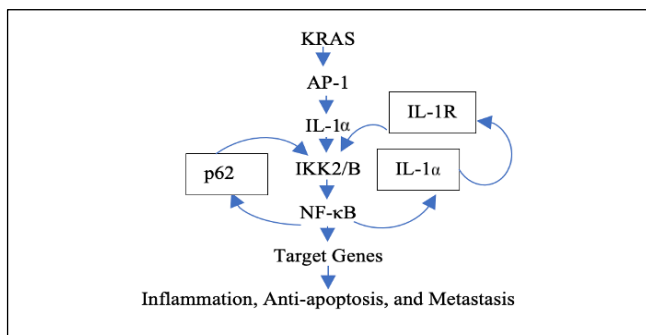 KRAS
AP-1
IL-1α
IL-1R
IKK2/B
IL-1α
p62
NF-κB
Target Genes
Inflammation, Anti-apoptosis, and Metastasis